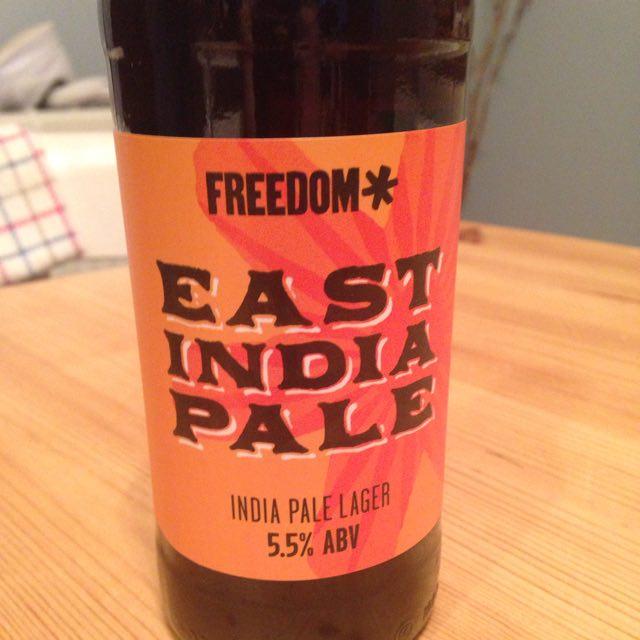 FREEDOM*
EAST
INDIA
PALE
INDIA PALE LAGER
5.5% ABV